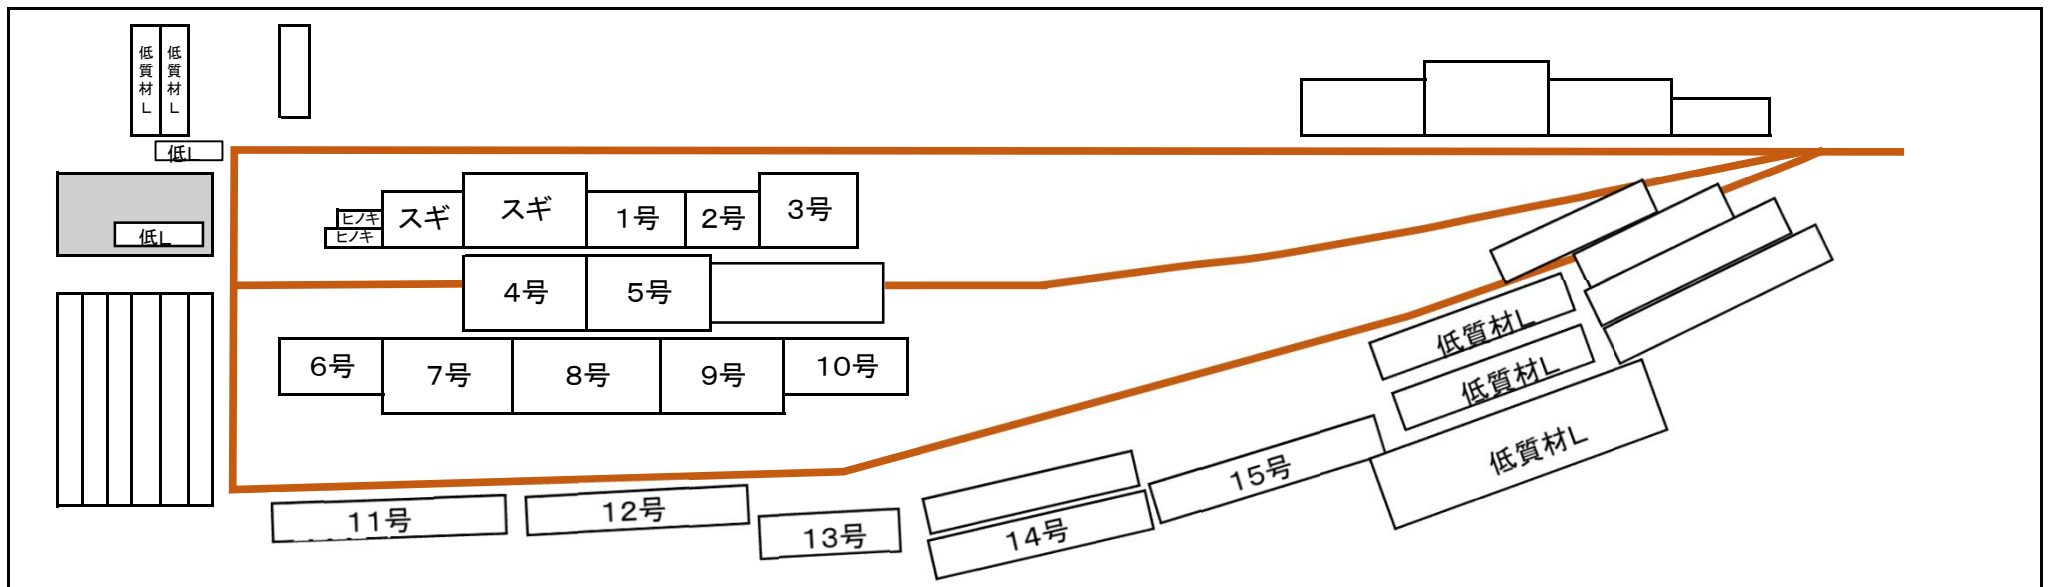 低質材L
低質材L
低L
低L
ヒノキ
ヒノキ
スギ
スギ
1号
2号
3号
4号
5号
6号
7号
8号
9号
10号
11号
12号
13号
14号
15号
低質材L
低質材L
低質材L